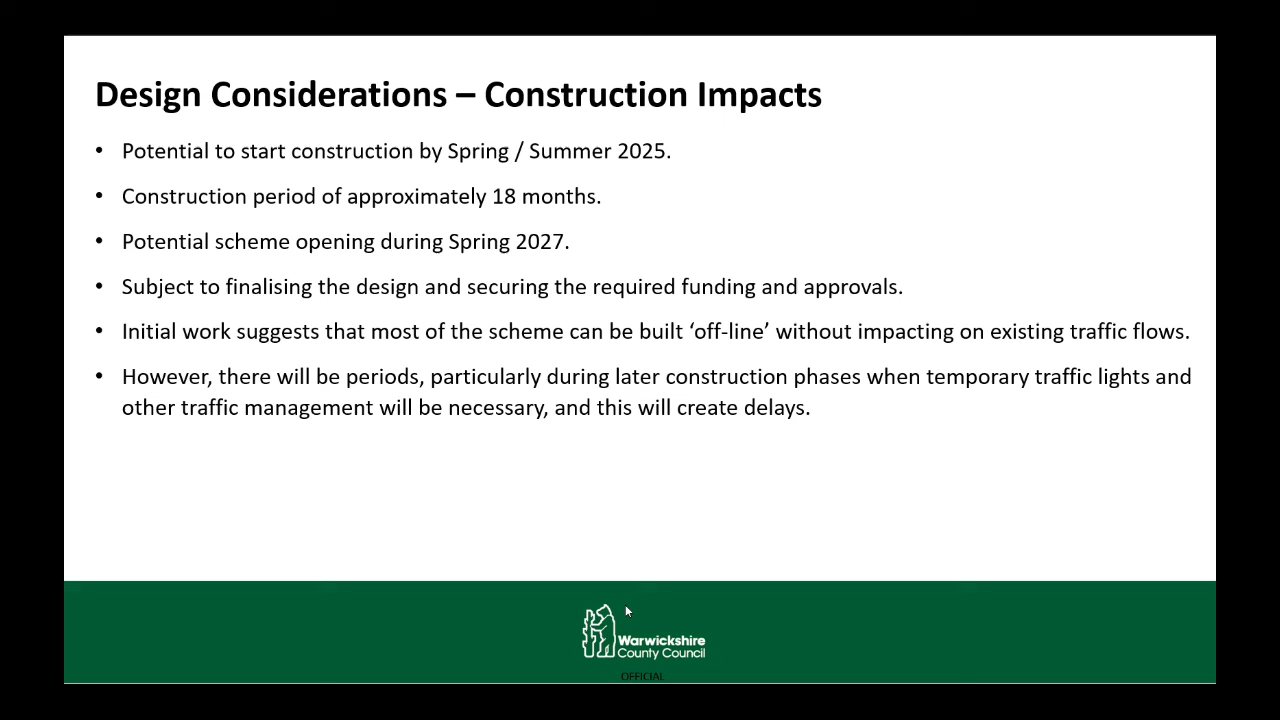 Design Considerations – Construction Impacts
• Potential to start construction by Spring / Summer 2025.
• Construction period of approximately 18 months.
• Potential scheme opening during Spring 2027.
• Subject to finalising the design and securing the required funding and approvals.
• Initial work suggests that most of the scheme can be built ‘off-line’ without impacting on existing traffic flows.
• However, there will be periods, particularly during later construction phases when temporary traffic lights and
other traffic management will be necessary, and this will create delays.
Warwickshire
County Council
OFFICIAL